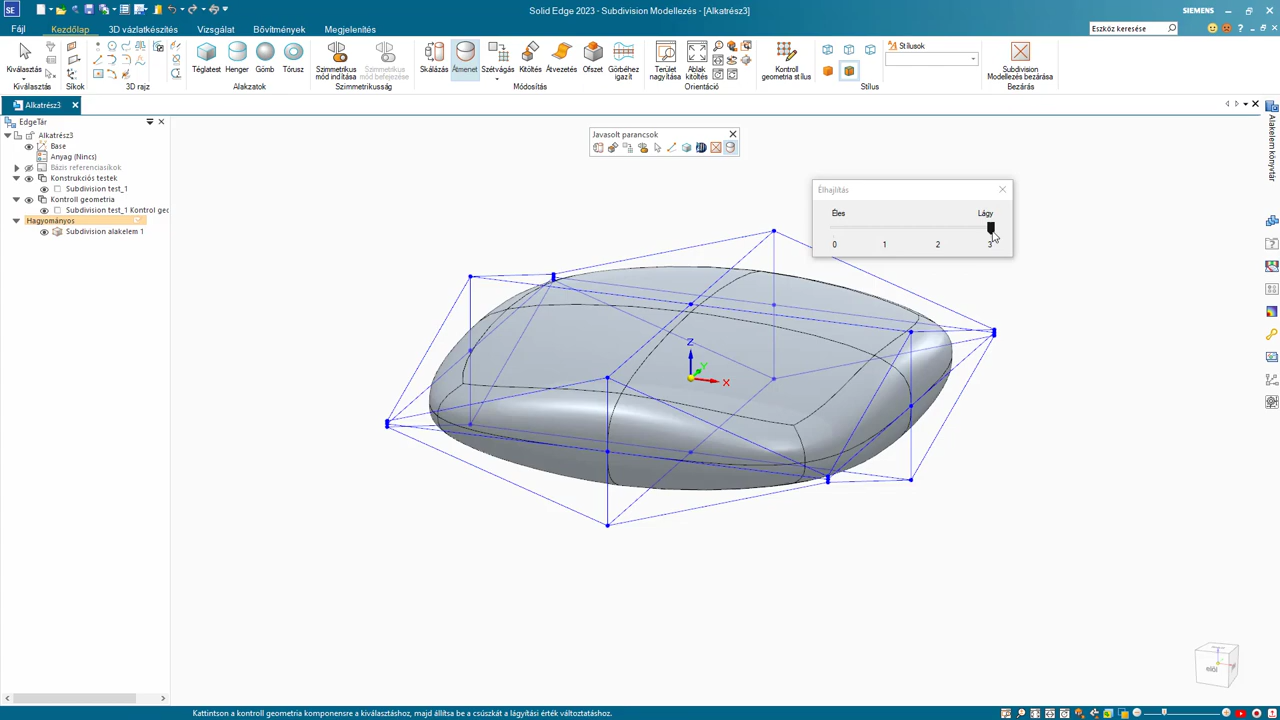 Solid Edge 2023 - Subdivision Modellezés - [Alkatrész3]
SIEMENS
SE
Fájl
Kezdőlap
3D vázlatkészítés
Vizsgálat
Bővítmények
Megjelenítés
Eszköz keresése
Kiválasztás
Kiválasztás
Síkok
3D rajz
Téglatest
Henger
Gömb
Tórusz
Alakzatok
Szimmetrikus mód indítása
Szimmetrikus mód befejezése
Szimmetrikusság
Skálázás
Átmenet
Szétvágás
Kitöltés
Átvezetés
Ofszet
Görbéhez igazít
Módosítás
Terület nagyítása
Ablak kitöltés
Orientáció
Kontroll geometria stílus
Stílusok
Stílus
Subdivision Modellezés bezárása
Bezárás
Alkatrész3
EdgeTár
Alkatrész3
Base
Anyag (Nincs)
Bázis referenciasíkok
Konstrukciós testek
Subdivision test_1
Kontroll geometria
Subdivision test_1 Kontrol geo
Hagyományos
Subdivision alakelem 1
Javasolt parancsok
Élhajlítás
Éles
Lágy
0 1 2 3
Z
Y
X
Alakelem könyvtár
Kattintson a kontroll geometria komponensre a kiválasztáshoz, majd állítsa be a csúszkát a lágyítási érték változtatásához.